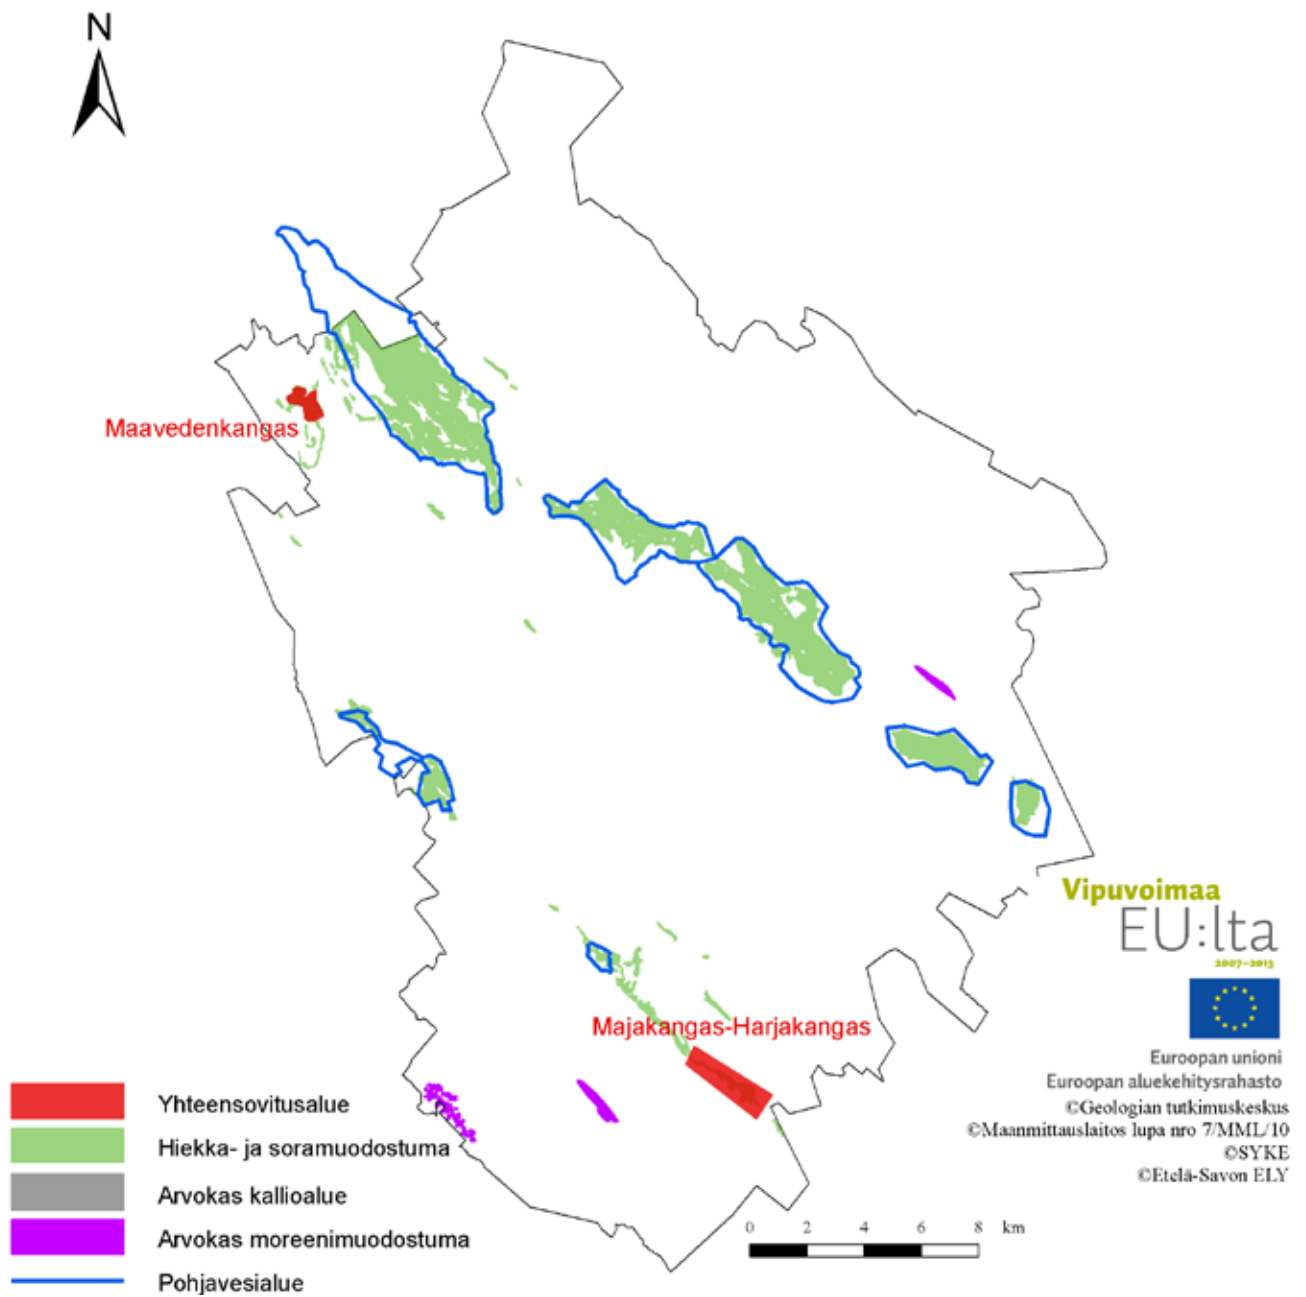 N
Maavedenkangas
Majakangas-Harjakangas
Vipuvoimaa
EU:lta
2007–2013
Euroopan unioni
Euroopan aluekehitysrahasto
©Geologian tutkimuskeskus
©Maanmittauslaitos lupa nro 7/MML/10
©SYKE
©Etelä-Savon ELY
Yhteensovitusalue
Hiekka- ja soramuodostuma
Arvokas kallioalue
Arvokas moreenimuodostuma
Pohjavesialue
0 2 4 6 8 km